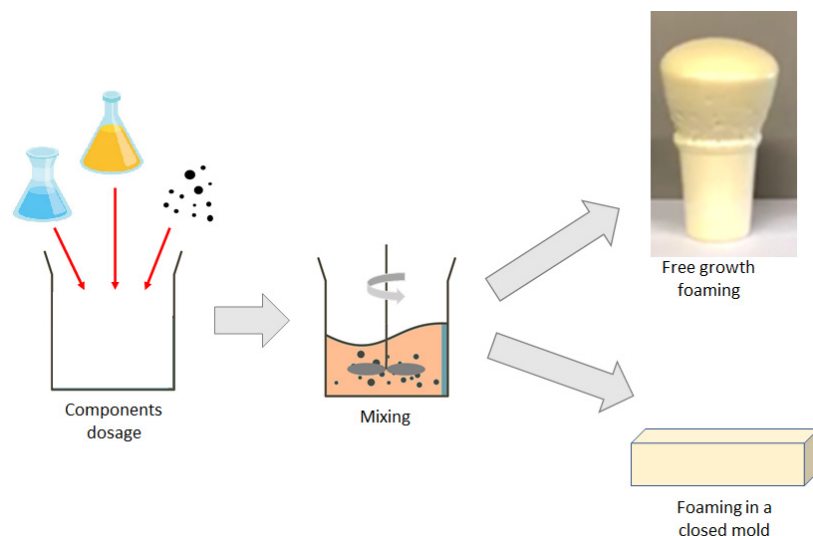 Components
dosage
Mixing
Free growth
foaming
Foaming in a
closed mold